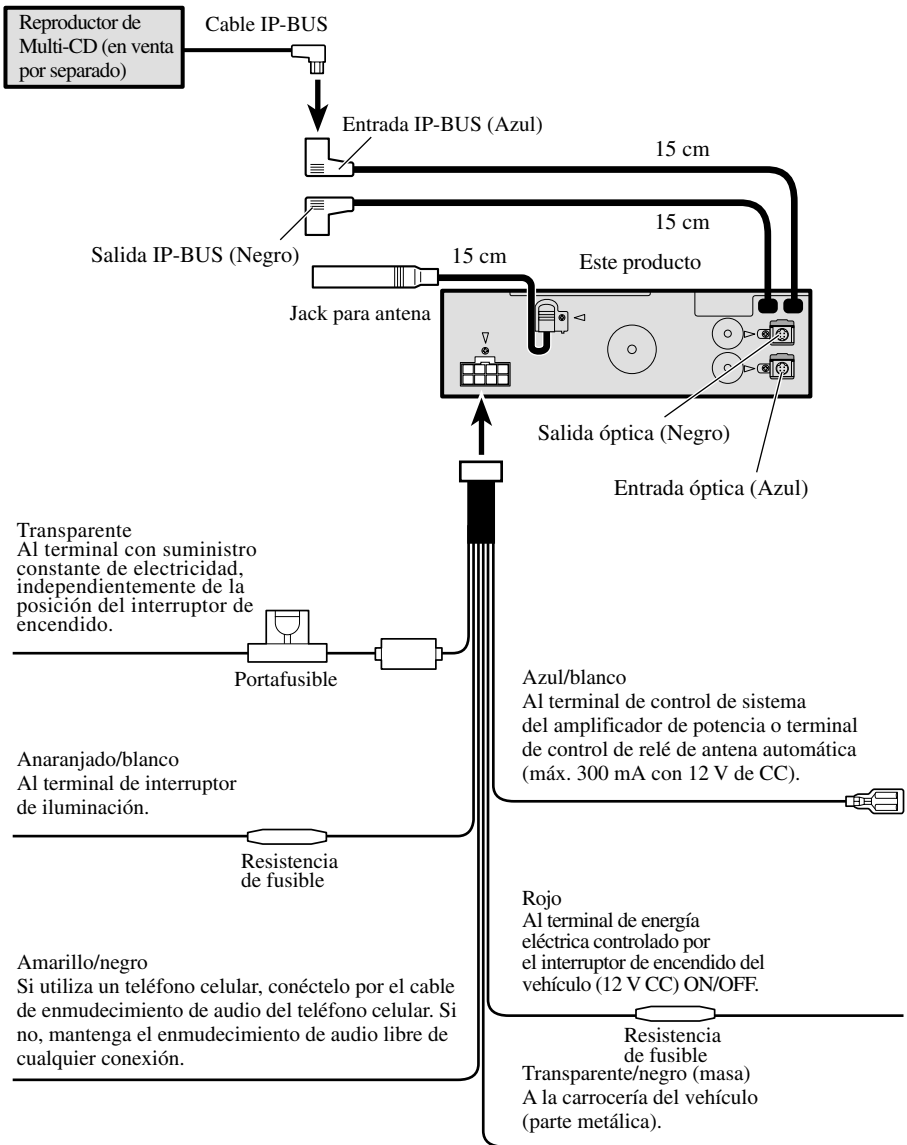 Reproductor de
Multi-CD (en venta
por separado)
Cable IP-BUS
Entrada IP-BUS (Azul)
15 cm
15 cm
Salida IP-BUS (Negro)
15 cm
Este producto
Jack para antena
Salida óptica (Negro)
Entrada óptica (Azul)
Transparente
Al terminal con suministro
constante de electricidad,
independientemente de la
posición del interruptor de
encendido.
Portafusible
Azul/blanco
Al terminal de control de sistema
del amplificador de potencia o terminal
de control de relé de antena automática
(máx. 300 mA con 12 V de CC).
Anaranjado/blanco
Al terminal de interruptor
de iluminación.
Resistencia
de fusible
Rojo
Al terminal de energía
eléctrica controlado por
el interruptor de encendido del
vehículo (12 V CC) ON/OFF.
Resistencia
de fusible
Amarillo/negro
Si utiliza un teléfono celular, conéctelo por el cable
de enmudecimiento de audio del teléfono celular. Si
no, mantenga el enmudecimiento de audio libre de
cualquier conexión.
Transparente/negro (masa)
A la carrocería del vehículo
(parte metálica).